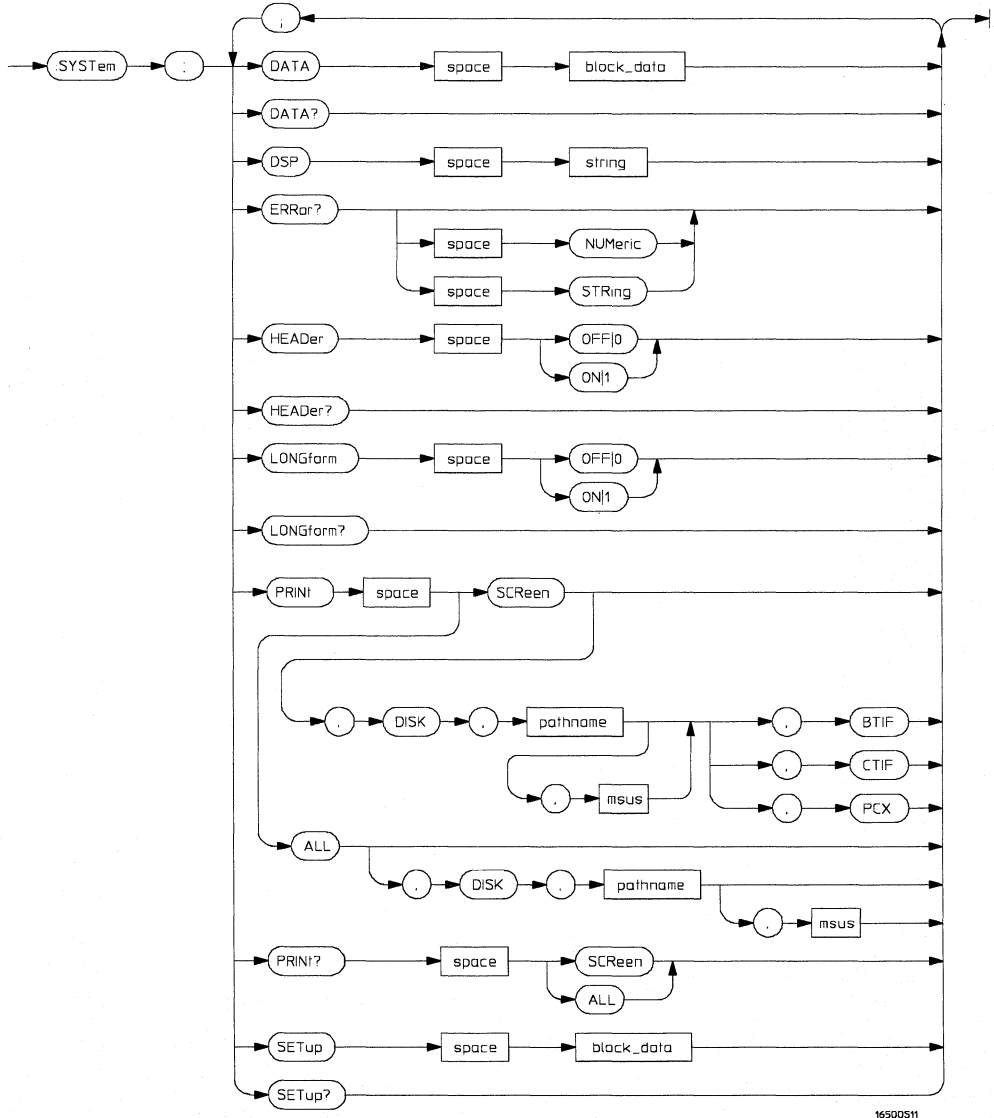 ;
:SYSTem : DATA space block_data
DATA?
DSP space string
ERRor?
space NUMeric
space STRing
HEADer space OFF|0
ON|1
HEADer?
LONGform space OFF|0
ON|1
LONGform?
PRINt space SCReen
, DISK , pathname , BTIF
, msus , CTIF
, PCX
ALL
, DISK , pathname
, msus
PRINt? space SCReen
ALL
SETup space block_data
SETup?
16500S11